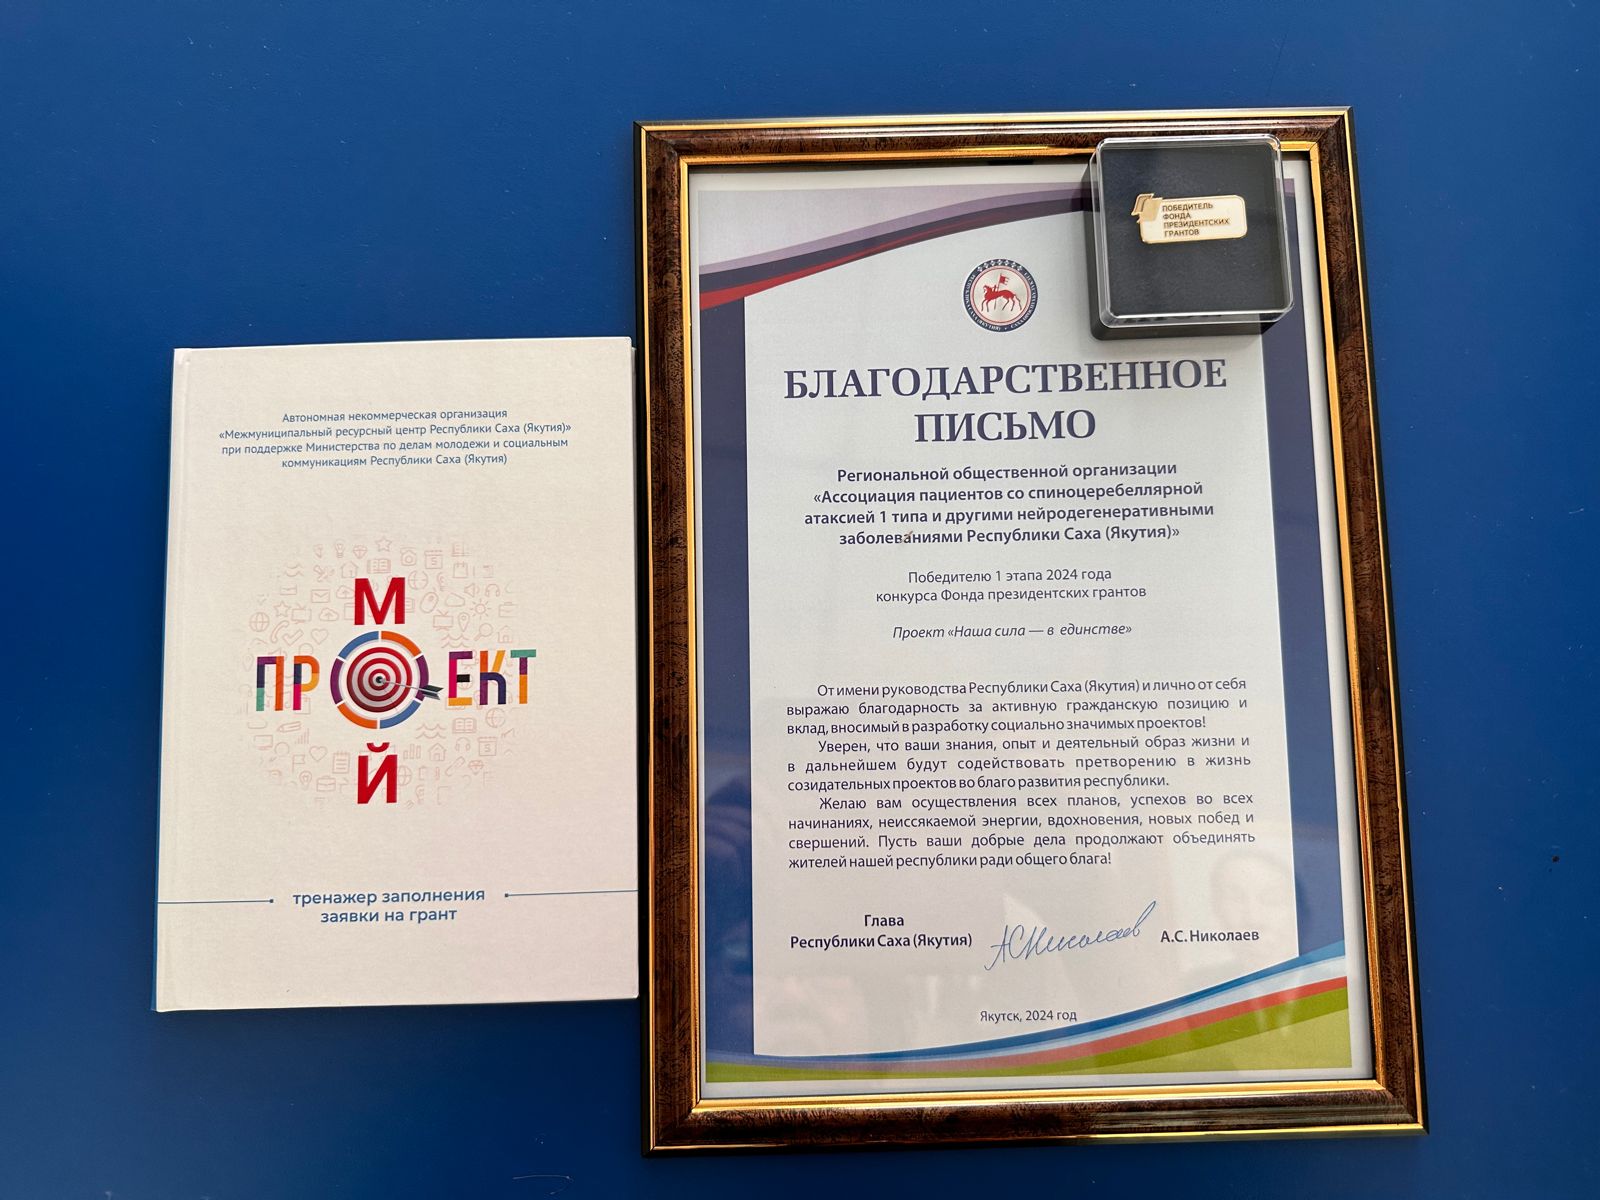 Автономная некоммерческая организация
«Межмуниципальный ресурсный центр Республики Саха (Якутия)»
при поддержке Министерства по делам молодежи и социальным
коммуникациям Республики Саха (Якутия)
МОЙ
ПРОЕКТ
тренажер заполнения
заявки на грант
ПОБЕДИТЕЛЬ
ФОНДА
ПРЕЗИДЕНТСКИХ
ГРАНТОВ
БЛАГОДАРСТВЕННОЕ
ПИСЬМО
Региональной общественной организации
«Ассоциация пациентов со спиноцеребеллярной
атаксией 1 типа и другими нейродегенеративными
заболеваниями Республики Саха (Якутия)»
Победителю 1 этапа 2024 года
конкурса Фонда президентских грантов
Проект «Наша сила — в единстве»
От имени руководства Республики Саха (Якутия) и лично от себя
выражаю благодарность за активную гражданскую позицию и
вклад, вносимый в разработку социально значимых проектов!
Уверен, что ваши знания, опыт и деятельный образ жизни и
в дальнейшем будут содействовать претворению в жизнь
созидательных проектов во благо развития республики.
Желаю вам осуществления всех планов, успехов во всех
начинаниях, неиссякаемой энергии, вдохновения, новых побед и
свершений. Пусть ваши добрые дела продолжают объединять
жителей нашей республики ради общего блага!
Глава
Республики Саха (Якутия)
АСНиколаев
А.С. Николаев
Якутск, 2024 год